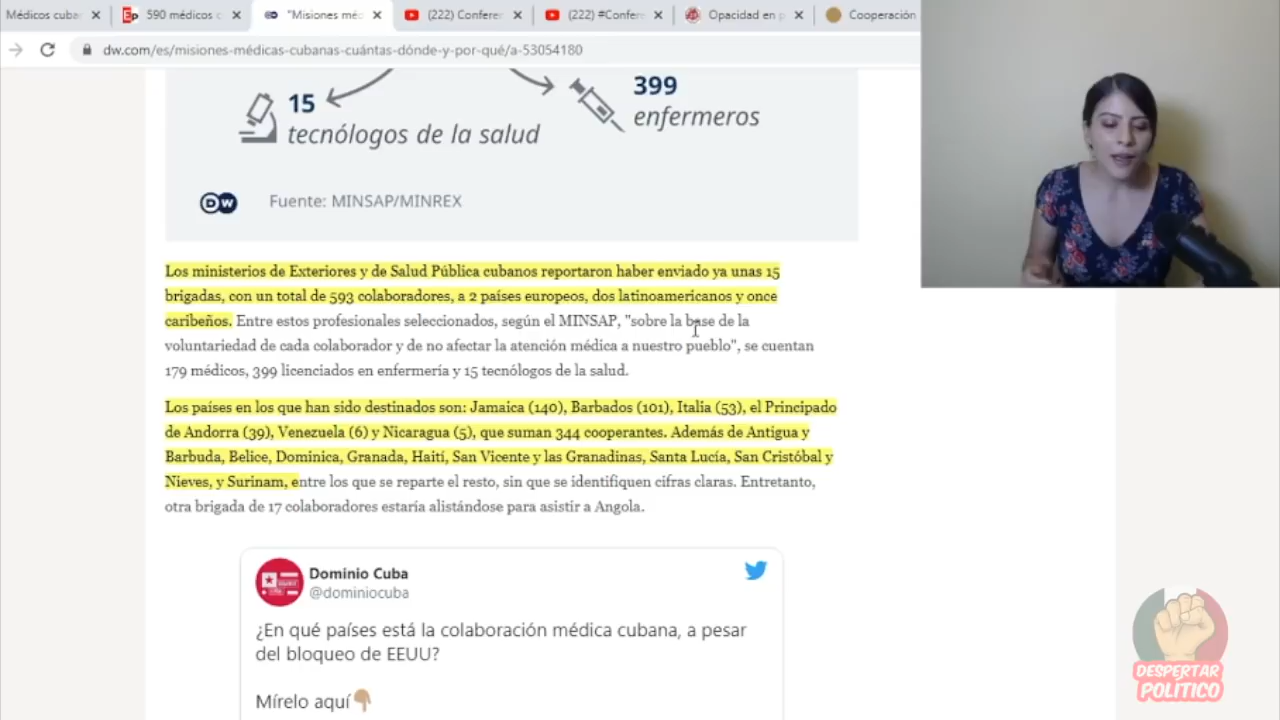 Médicos cuba
Ep 590 médicos c
"Misiones méd
(222) Conferen
(222) #Confere
Opacidad en p
Cooperación
dw.com/es/misiones-médicas-cubanas-cuántas-dónde-y-por-qué/a-53054180
15
tecnólogos de la salud
399
enfermeros
DW
Fuente: MINSAP/MINREX
Los ministerios de Exteriores y de Salud Pública cubanos reportaron haber enviado ya unas 15
brigadas, con un total de 593 colaboradores, a 2 países europeos, dos latinoamericanos y once
caribeños. Entre estos profesionales seleccionados, según el MINSAP, "sobre la base de la
voluntariedad de cada colaborador y de no afectar la atención médica a nuestro pueblo", se cuentan
179 médicos, 399 licenciados en enfermería y 15 tecnólogos de la salud.
Los países en los que han sido destinados son: Jamaica (140), Barbados (101), Italia (53), el Principado
de Andorra (39), Venezuela (6) y Nicaragua (5), que suman 344 cooperantes. Además de Antigua y
Barbuda, Belice, Dominica, Granada, Haití, San Vicente y las Granadinas, Santa Lucía, San Cristóbal y
Nieves, y Surinam, entre los que se reparte el resto, sin que se identifiquen cifras claras. Entretanto,
otra brigada de 17 colaboradores estaría alistándose para asistir a Angola.
Dominio Cuba
@dominiocuba
¿En qué países está la colaboración médica cubana, a pesar
del bloqueo de EEUU?
Mírelo aquí
DESPERTAR
POLÍTICO